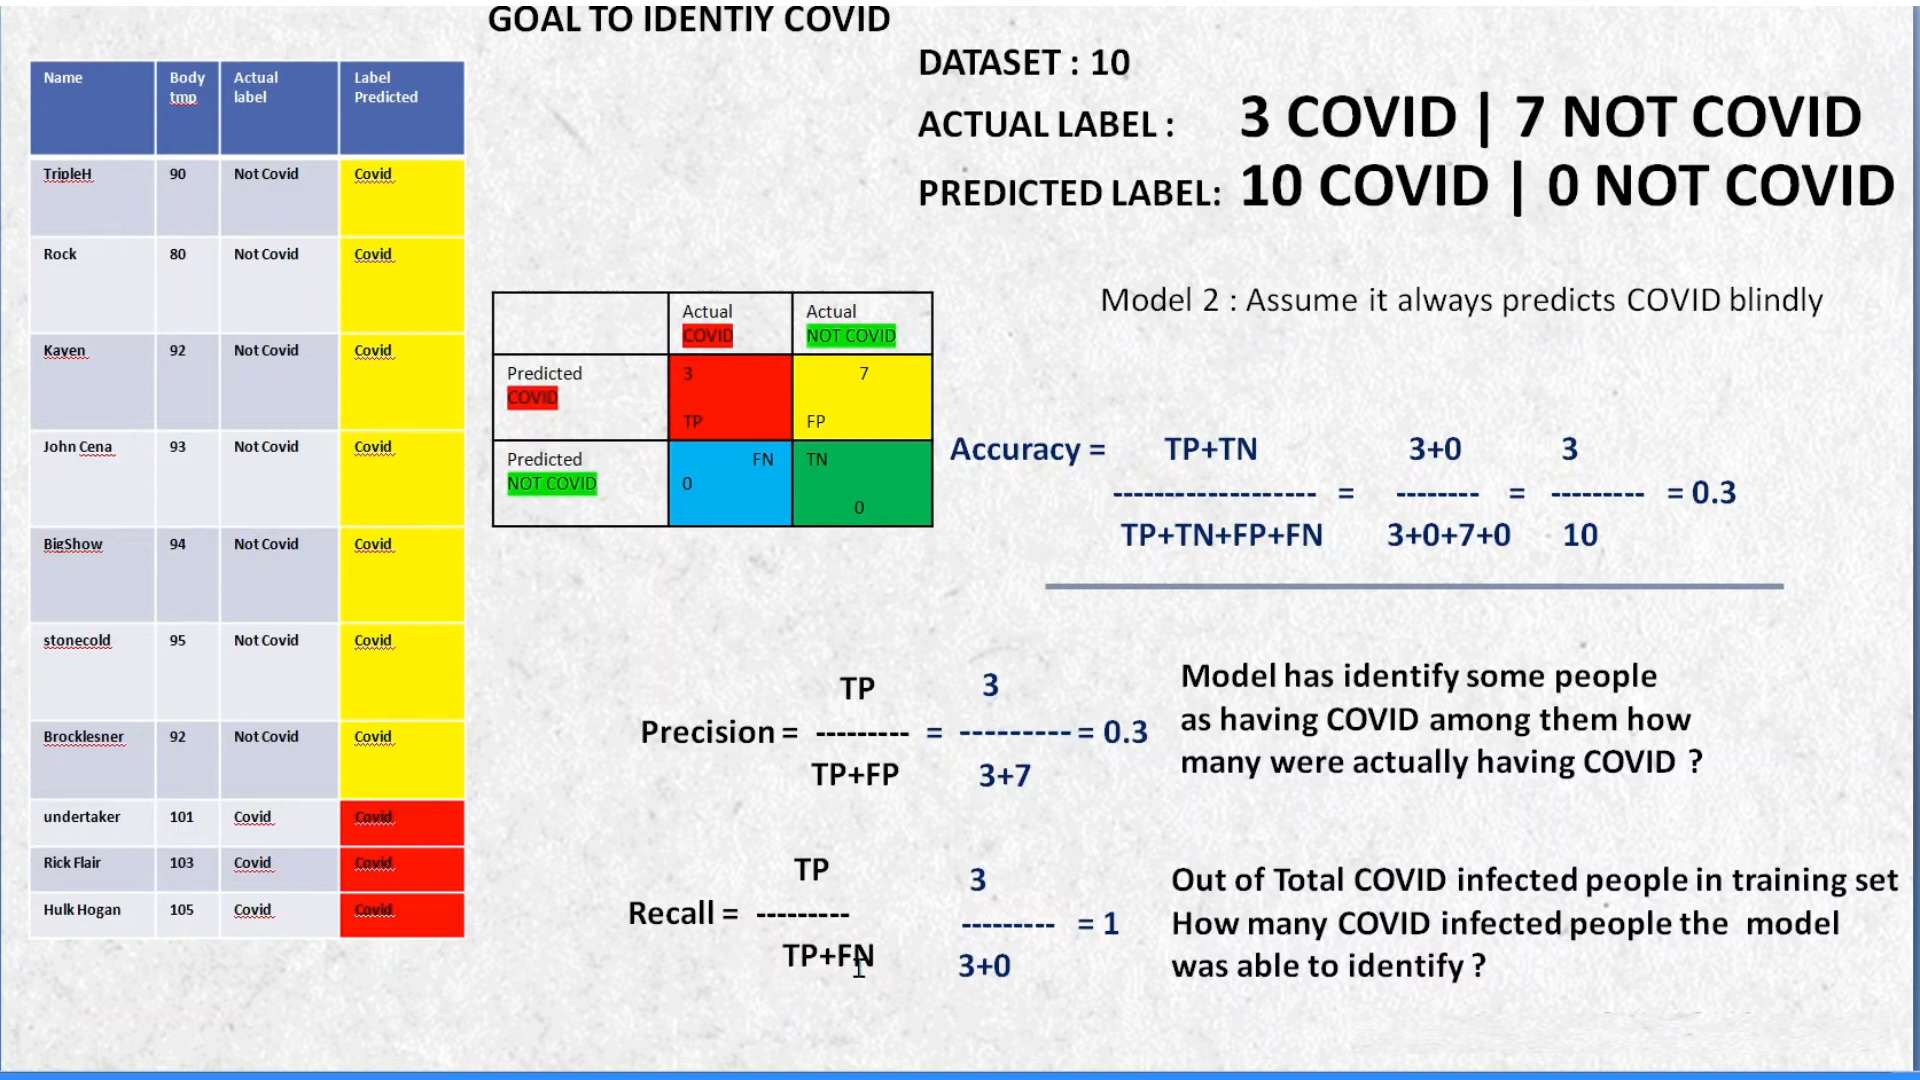 GOAL TO IDENTIY COVID
DATASET : 10
ACTUAL LABEL : 3 COVID | 7 NOT COVID
PREDICTED LABEL: 10 COVID | 0 NOT COVID
Model 2 : Assume it always predicts COVID blindly
Name Body tmp Actual label Label Predicted
TripleH 90 Not Covid Covid
Rock 80 Not Covid Covid
Kaven 92 Not Covid Covid
John Cena 93 Not Covid Covid
BigShow 94 Not Covid Covid
stonecold 95 Not Covid Covid
Brocklesner 92 Not Covid Covid
undertaker 101 Covid Covid
Rick Flair 103 Covid Covid
Hulk Hogan 105 Covid Covid
Actual Actual
COVID NOT COVID
Predicted 3 7
COVID
TP FP
Predicted FN TN
NOT COVID 0
0
TP+TN 3+0 3
Accuracy = ------------------- = -------- = --------- = 0.3
TP+TN+FP+FN 3+0+7+0 10
TP 3
Precision = --------- = --------- = 0.3
TP+FP 3+7
Model has identify some people
as having COVID among them how
many were actually having COVID ?
TP 3
Recall = --------- --------- = 1
TP+FN 3+0
Out of Total COVID infected people in training set
How many COVID infected people the model
was able to identify ?